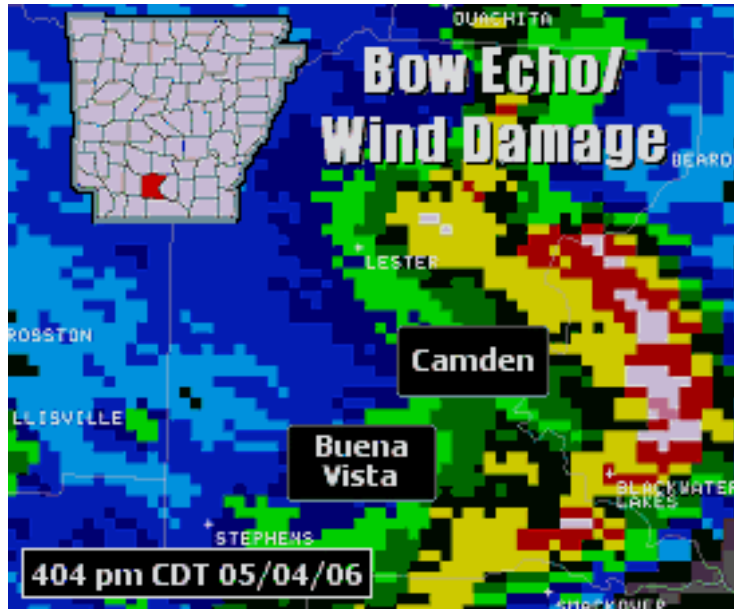 OUACHITA
Bow Echo/
Wind Damage
BEARD
LESTER
ROSSTON
Camden
LLISVILLE
Buena
Vista
BLACKWATER
LAKES
STEPHENS
404 pm CDT 05/04/06
SMACKOVER